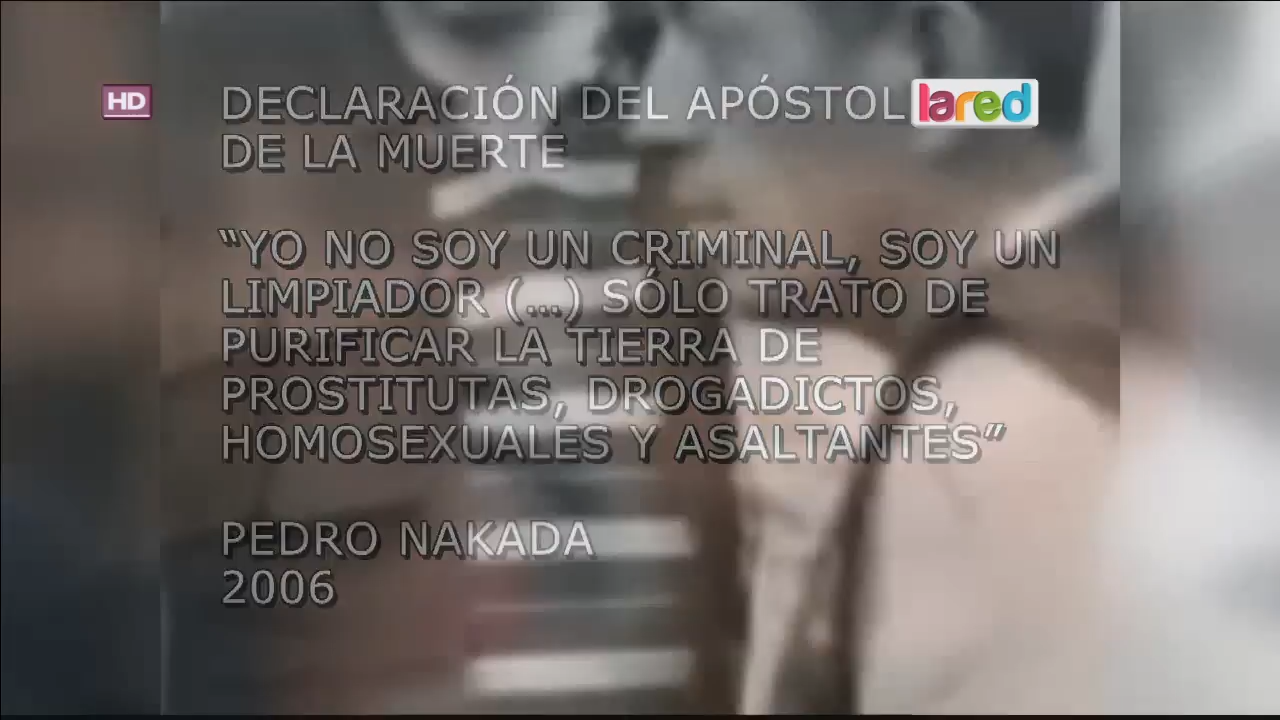 HD
DECLARACIÓN DEL APÓSTOL
lared
DE LA MUERTE
“YO NO SOY UN CRIMINAL, SOY UN
LIMPIADOR (...) SÓLO TRATO DE
PURIFICAR LA TIERRA DE
PROSTITUTAS, DROGADICTOS,
HOMOSEXUALES Y ASALTANTES”
PEDRO NAKADA
2006